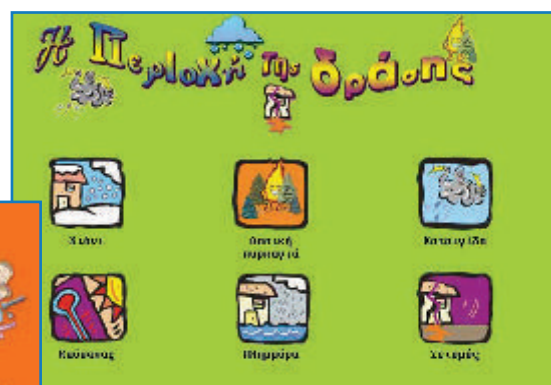 Η Περιοχή της δράσης
Χιόνι
Δασική
πυρκαγιά
Καταιγίδα
Καύσωνας
Πλημμύρα
Σεισμός